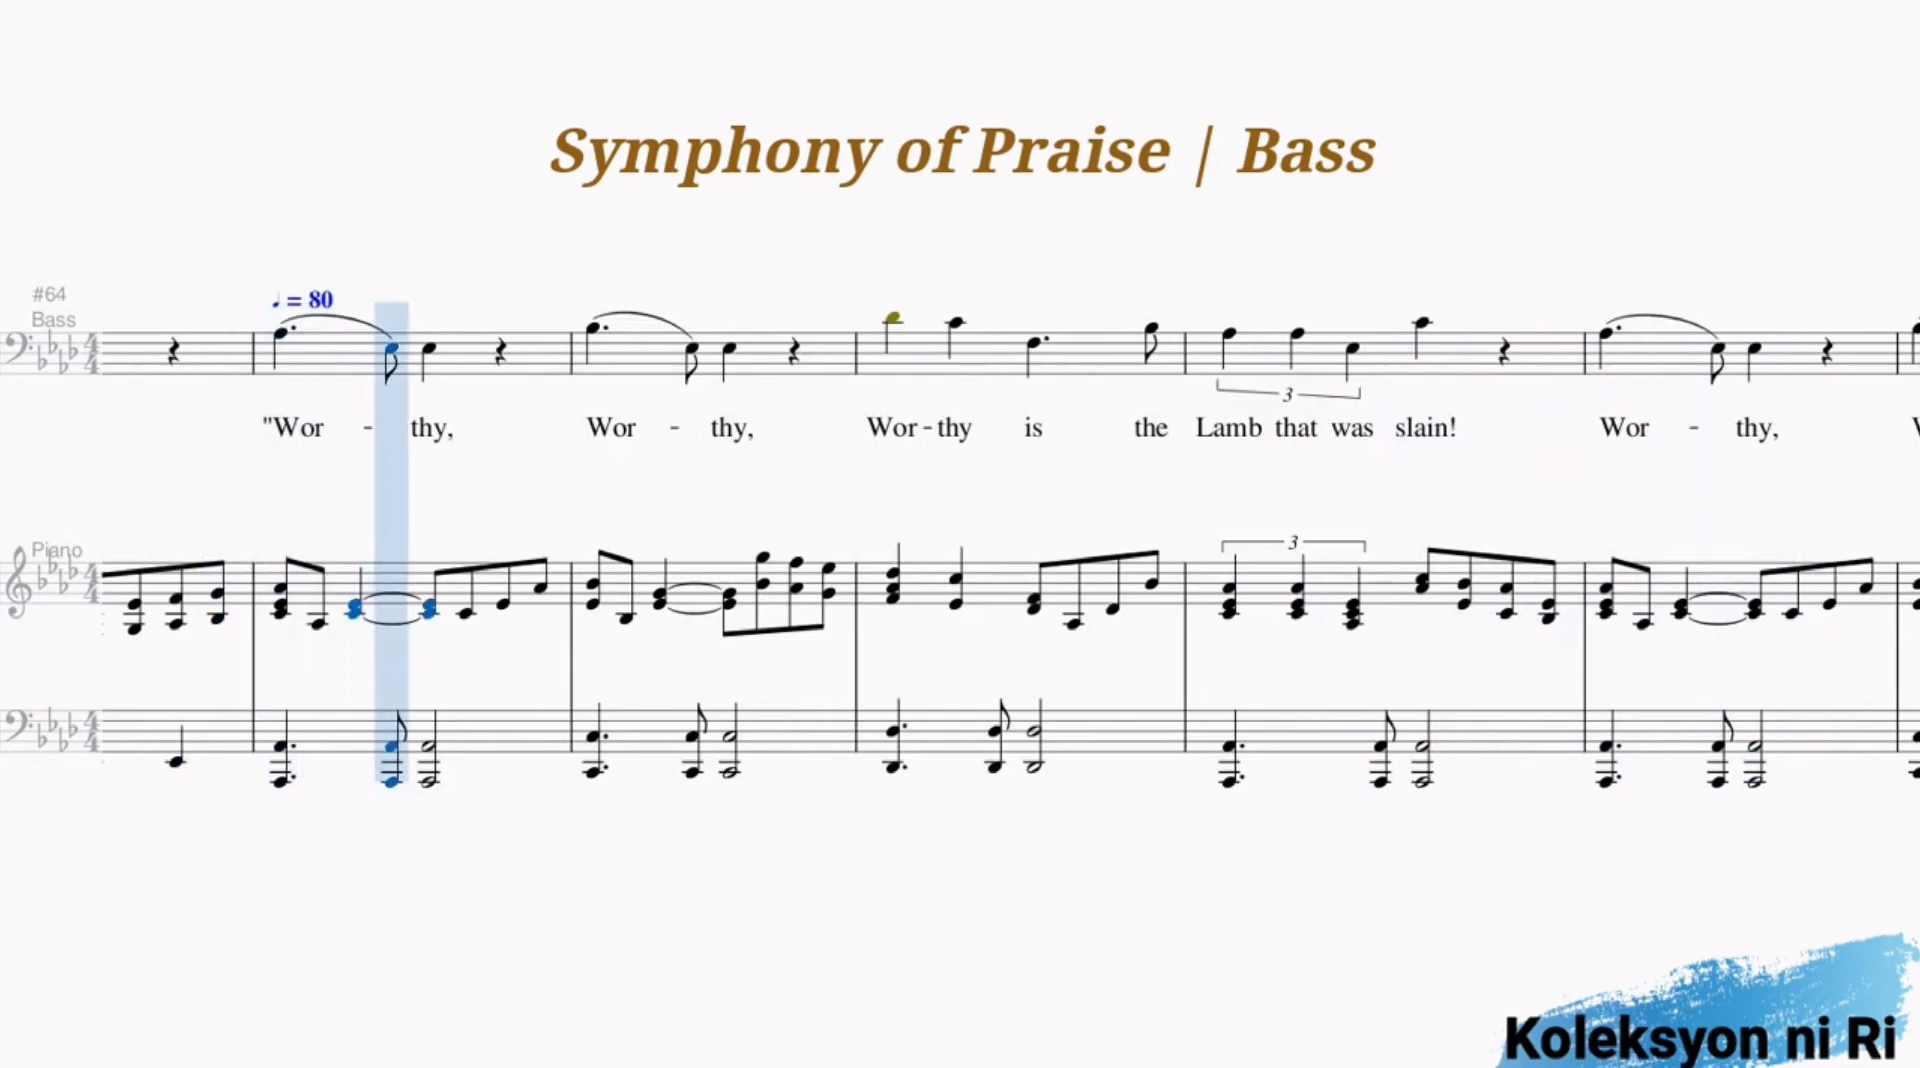 Symphony of Praise | Bass
#64
Bass
♩ = 80
3
"Wor - thy, Wor - thy, Wor - thy is the Lamb that was slain! Wor - thy,
Piano
3
Koleksyon ni Ri